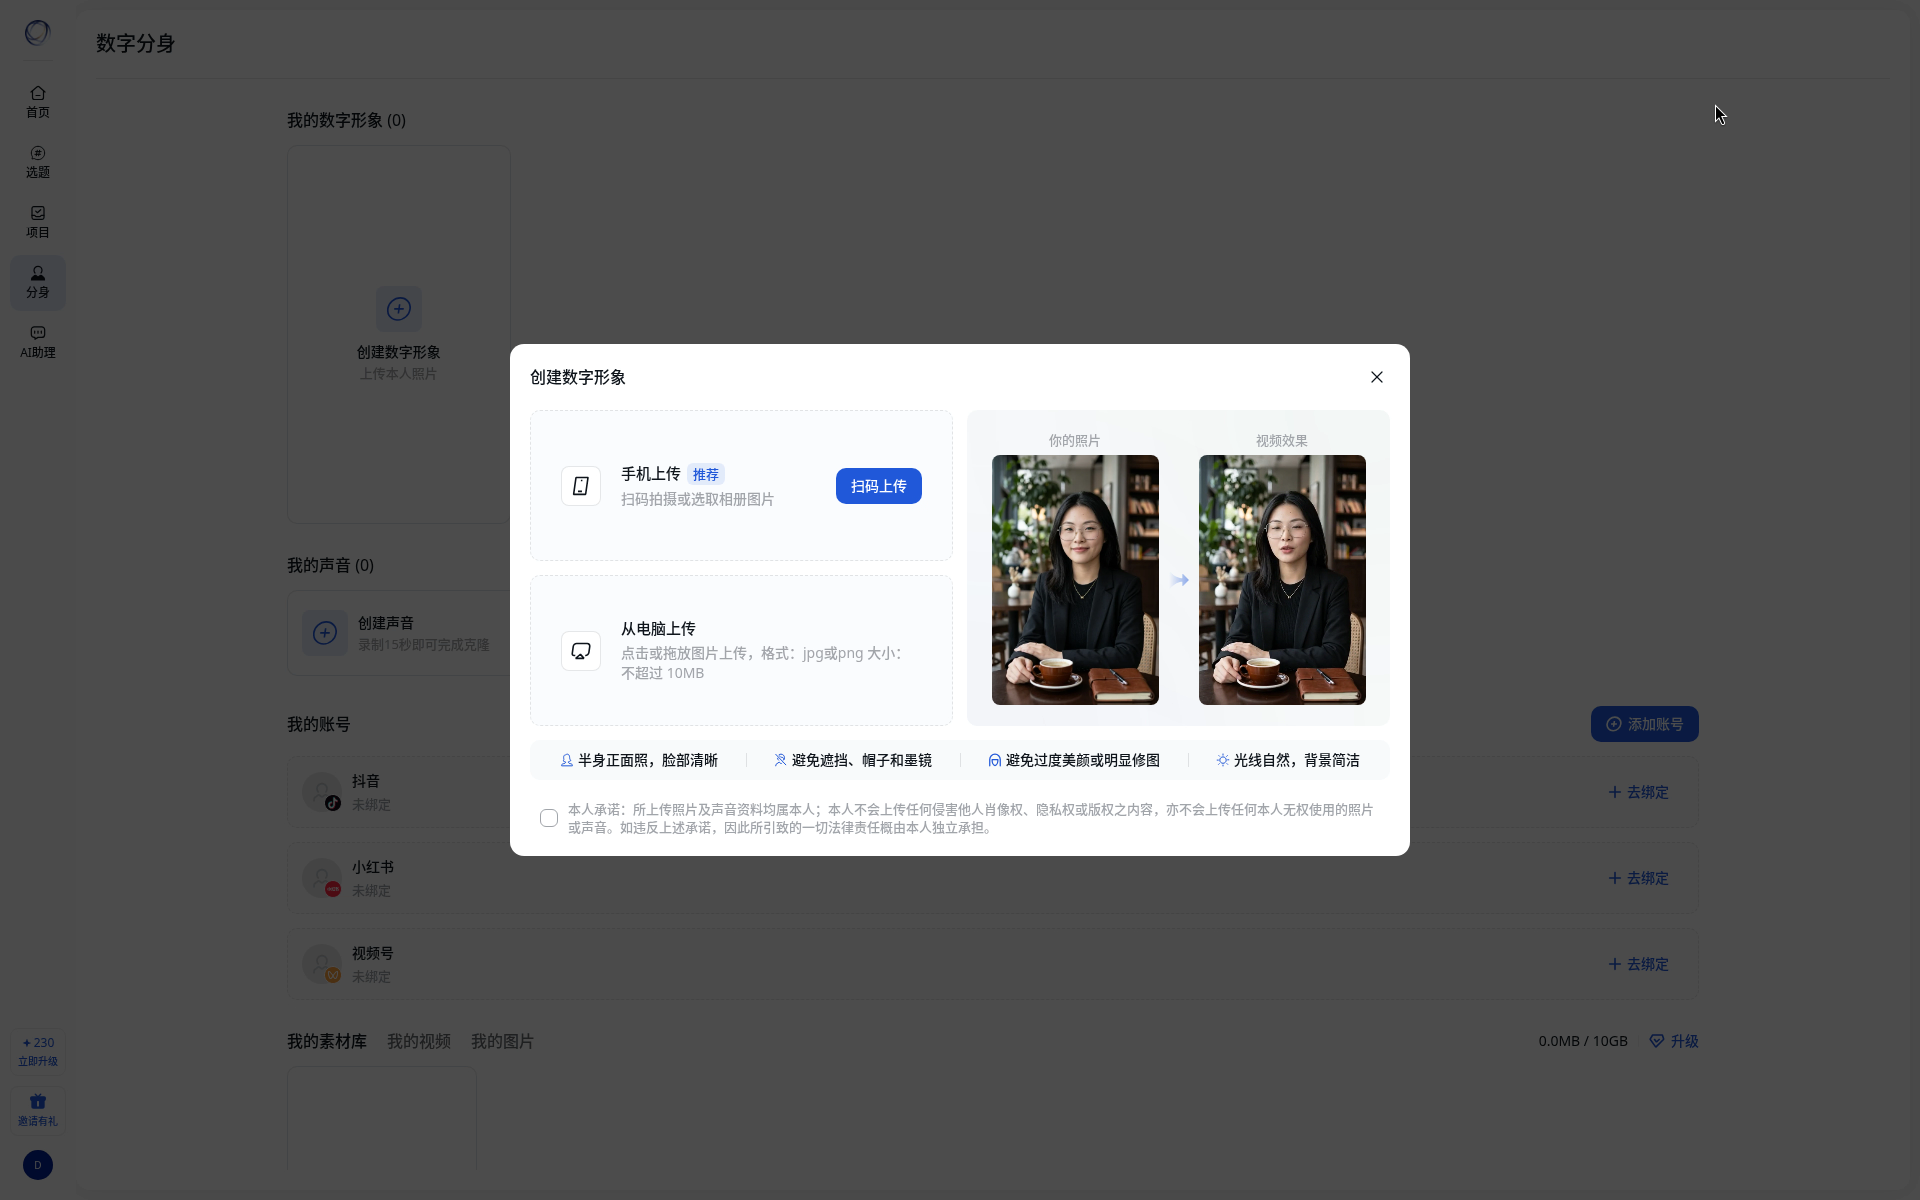 数字分身
首页
选题
项目
分身
AI助理
230
立即升级
邀请有礼
D
我的数字形象 (0)
创建数字形象
上传本人照片
我的声音 (0)
创建声音
录制15秒即可完成克隆
我的账号
添加账号
抖音
未绑定
去绑定
小红书
未绑定
去绑定
视频号
未绑定
去绑定
我的素材库 我的视频 我的图片
0.0MB / 10GB 升级
创建数字形象
手机上传 推荐
扫码拍摄或选取相册图片
扫码上传
从电脑上传
点击或拖放图片上传，格式：jpg或png 大小：
不超过 10MB
你的照片 视频效果
半身正面照，脸部清晰
避免遮挡、帽子和墨镜
避免过度美颜或明显修图
光线自然，背景简洁
本人承诺：所上传照片及声音资料均属本人；本人不会上传任何侵害他人肖像权、隐私权或版权之内容，亦不会上传任何本人无权使用的照片
或声音。如违反上述承诺，因此所引致的一切法律责任概由本人独立承担。